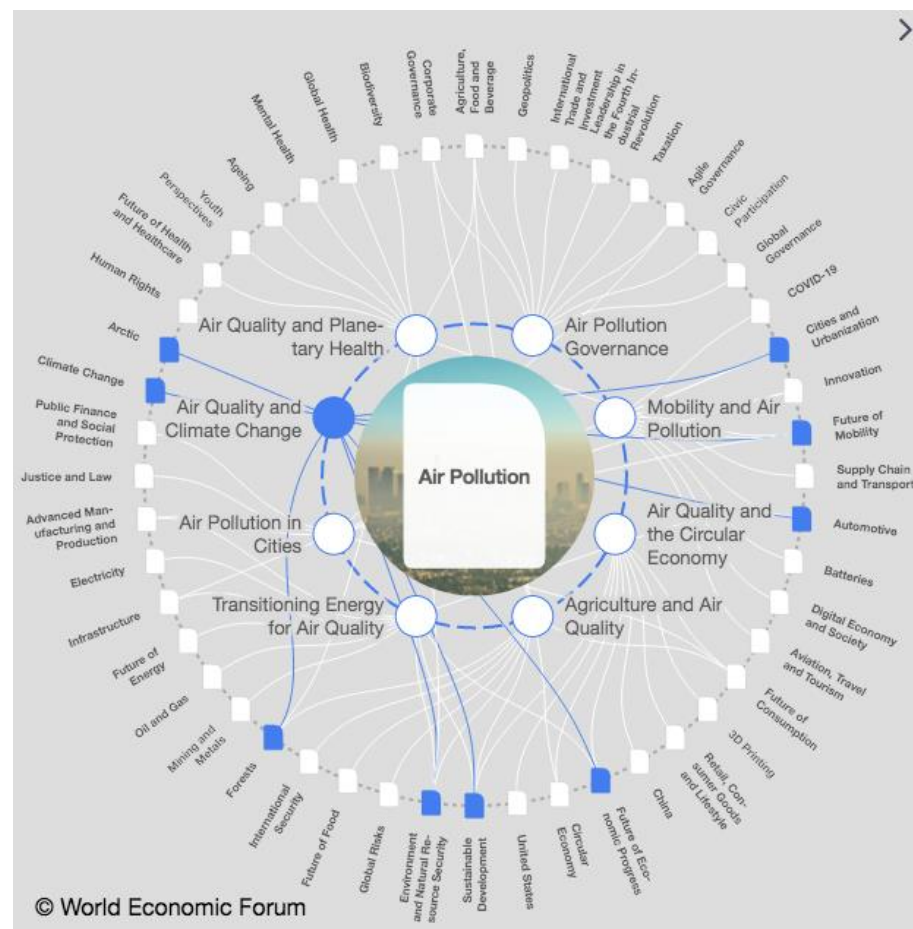 Agriculture,
Food and
Beverage
Geopolitics
International
Trade and
Investment
Leadership in
the Fourth In-
dustrial
Revolution
Taxation
Agile
Governance
Civic
Participation
Global
Governance
COVID-19
Cities and
Urbanization
Innovation
Future of
Mobility
Supply Chain
and Transport
Automotive
Batteries
Digital Economy
and Society
Aviation, Travel
and Tourism
Future of
Consumption
3D Printing
Retail, Con-
sumer Goods
and Lifestyle
China
Future of Eco-
nomic Progress
Circular
Economy
United States
Sustainable
Development
Environment
and Natural Re-
source Security
Global Risks
Future of Food
International
Security
Forests
Mining and
Metals
Oil and Gas
Future of
Energy
Infrastructure
Electricity
Advanced Man-
ufacturing and
Production
Justice and Law
Public Finance
and Social
Protection
Climate Change
Arctic
Human Rights
Future of Health
and Healthcare
Youth
Perspectives
Ageing
Mental Health
Global Health
Biodiversity
Corporate
Governance
Air Quality and Plane-
tary Health
Air Pollution
Governance
Air Quality and
Climate Change
Mobility and Air
Pollution
Air Pollution
Air Pollution in
Cities
Air Quality and
the Circular
Economy
Transitioning Energy
for Air Quality
Agriculture and Air
Quality
© World Economic Forum